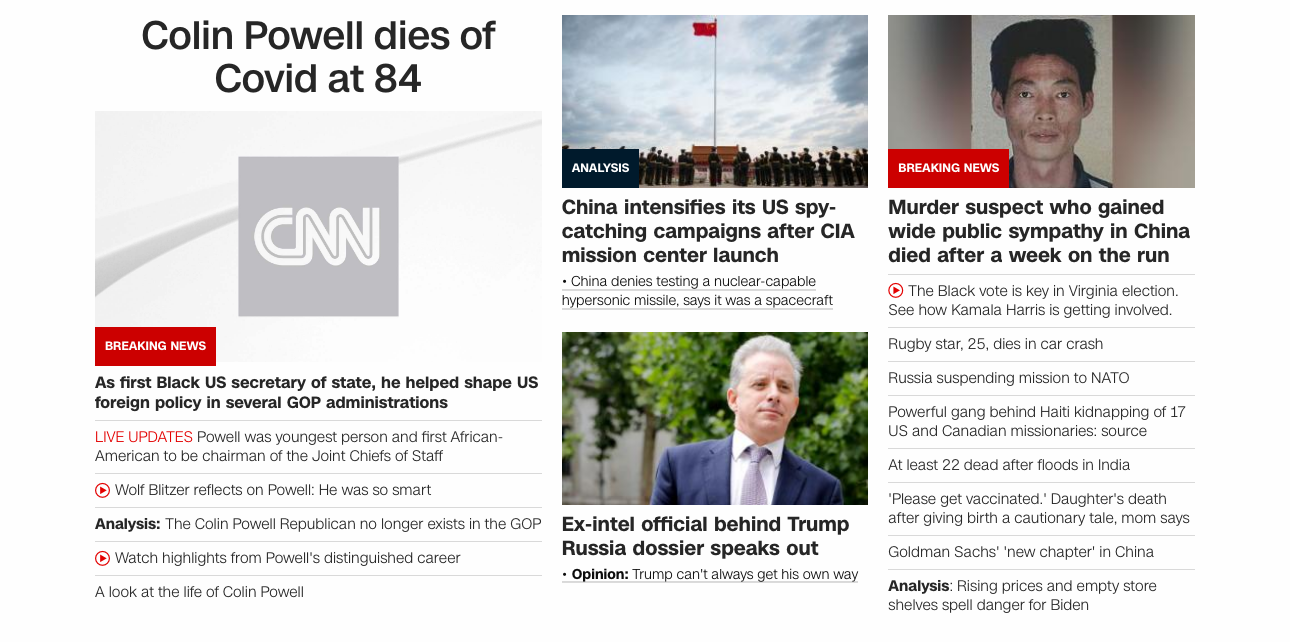 Colin Powell dies of
Covid at 84
CNN
BREAKING NEWS
As first Black US secretary of state, he helped shape US
foreign policy in several GOP administrations
LIVE UPDATES Powell was youngest person and first African-
American to be chairman of the Joint Chiefs of Staff
Wolf Blitzer reflects on Powell: He was so smart
Analysis: The Colin Powell Republican no longer exists in the GOP
Watch highlights from Powell's distinguished career
A look at the life of Colin Powell
ANALYSIS
China intensifies its US spy-
catching campaigns after CIA
mission center launch
• China denies testing a nuclear-capable
hypersonic missile, says it was a spacecraft
Ex-intel official behind Trump
Russia dossier speaks out
• Opinion: Trump can't always get his own way
BREAKING NEWS
Murder suspect who gained
wide public sympathy in China
died after a week on the run
The Black vote is key in Virginia election.
See how Kamala Harris is getting involved.
Rugby star, 25, dies in car crash
Russia suspending mission to NATO
Powerful gang behind Haiti kidnapping of 17
US and Canadian missionaries: source
At least 22 dead after floods in India
'Please get vaccinated.' Daughter's death
after giving birth a cautionary tale, mom says
Goldman Sachs' 'new chapter' in China
Analysis: Rising prices and empty store
shelves spell danger for Biden